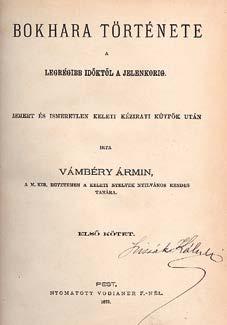 BOKHARA TÖRTÉNETE
A
LEGRÉGIBB IDŐKTŐL A JELENKORIG.
ISMERT ÉS ISMERETLEN KELETI KÉZIRATI KÚTFŐK UTÁN
IRTA
VÁMBÉRY ÁRMIN,
A M. KIR. EGYETEMEN A KELETI NYELVEK NYILVÁNOS RENDES
TANÁRA.
ELSŐ KÖTET.
PEST,
NYOMATOTT VODIANER F.-NÉL.